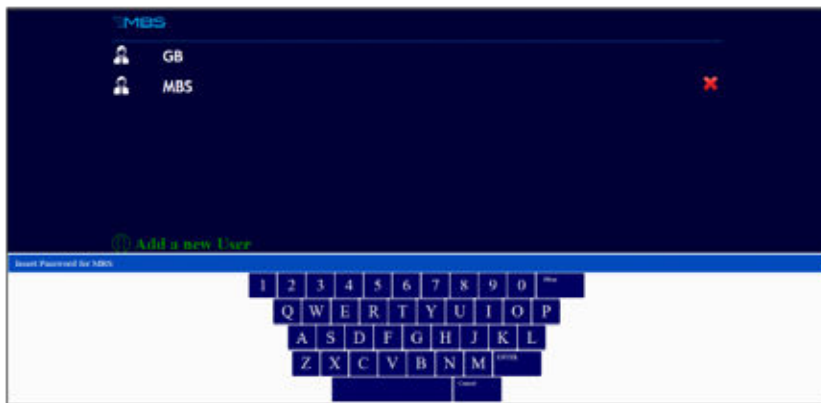 MBS
GB
MBS
Add a new User
Insert Password for MBS
1 2 3 4 5 6 7 8 9 0
Q W E R T Y U I O P
A S D F G H J K L
Z X C V B N M ENTER
Cancel